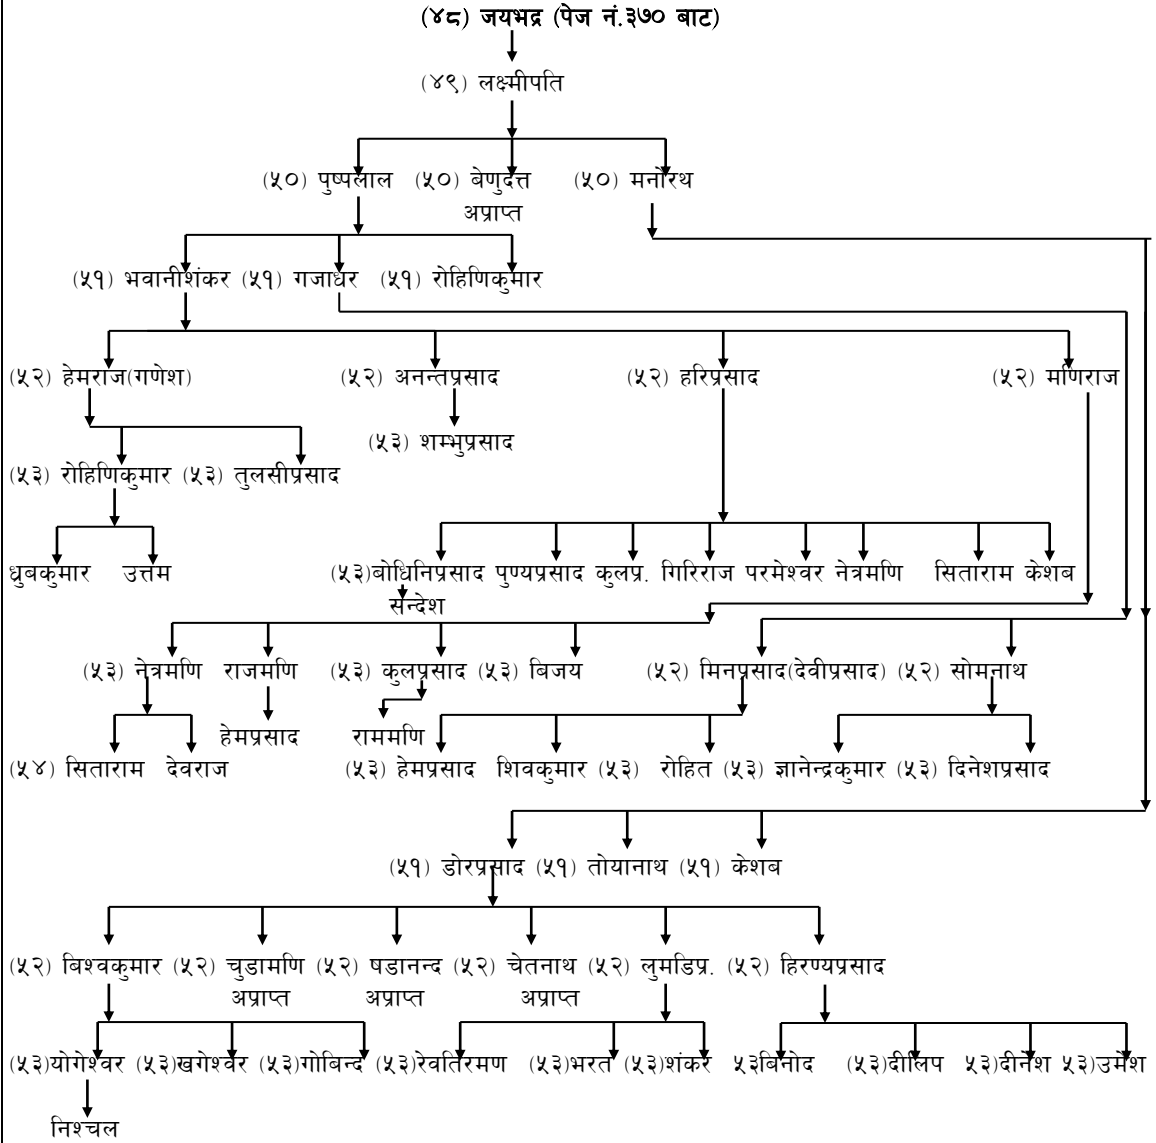 (४८) जयभद्र (पेज नं.३७० बाट)
(४९) लक्ष्मीपति
(५०) पुष्पलाल (५०) बेणुदत्त (५०) मनोरथ
अप्राप्त
(५१) भवानीशंकर (५१) गजाधर (५१) रोहिणिकुमार
(५२) हेमराज(गणेश) (५२) अनन्तप्रसाद (५२) हरिप्रसाद (५२) मणिराज
(५३) शम्भुप्रसाद
(५३) रोहिणिकुमार (५३) तुलसीप्रसाद
ध्रुबकुमार उत्तम (५३)बोधिनिप्रसाद पुण्यप्रसाद कुलप्र. गिरिराज परमेश्वर नेत्रमणि सिताराम केशब
सन्देश
(५३) नेत्रमणि राजमणि (५३) कुलप्रसाद (५३) बिजय (५२) मिनप्रसाद(देवीप्रसाद) (५२) सोमनाथ
हेमप्रसाद राममणि
(५४) सिताराम देवराज (५३) हेमप्रसाद शिवकुमार (५३) रोहित (५३) ज्ञानेन्द्रकुमार (५३) दिनेशप्रसाद
(५१) डोरप्रसाद (५१) तोयानाथ (५१) केशब
(५२) बिश्वकुमार (५२) चुडामणि (५२) षडानन्द (५२) चेतनाथ (५२) लुमडिप्र. (५२) हिरण्यप्रसाद
अप्राप्त अप्राप्त अप्राप्त
(५३)योगेश्वर (५३)खगेश्वर (५३)गोबिन्द (५३)रेवतिरमण (५३)भरत (५३)शंकर ५३बिनोद (५३)दीलिप ५३)दीनेश ५३)उमेश
निश्चल